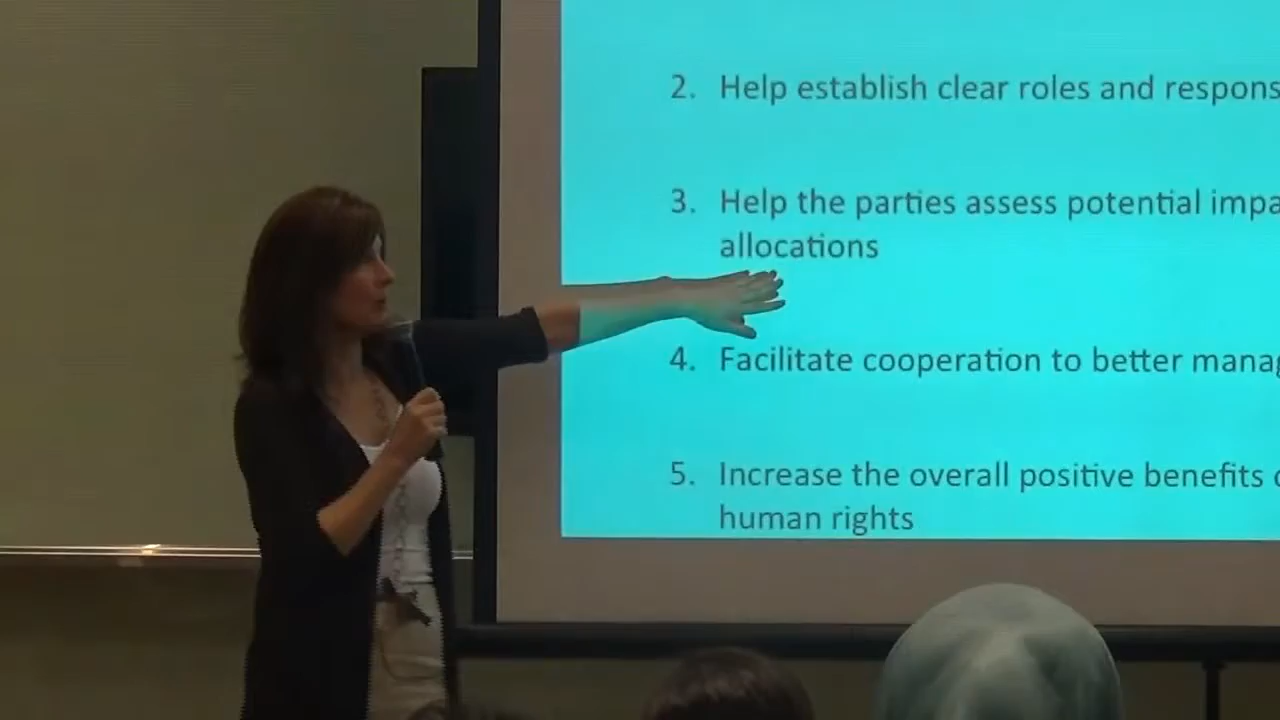 2. Help establish clear roles and
3. Help the parties assess potential
allocations
4. Facilitate cooperation to better
5. Increase the overall positive benefits
human rights